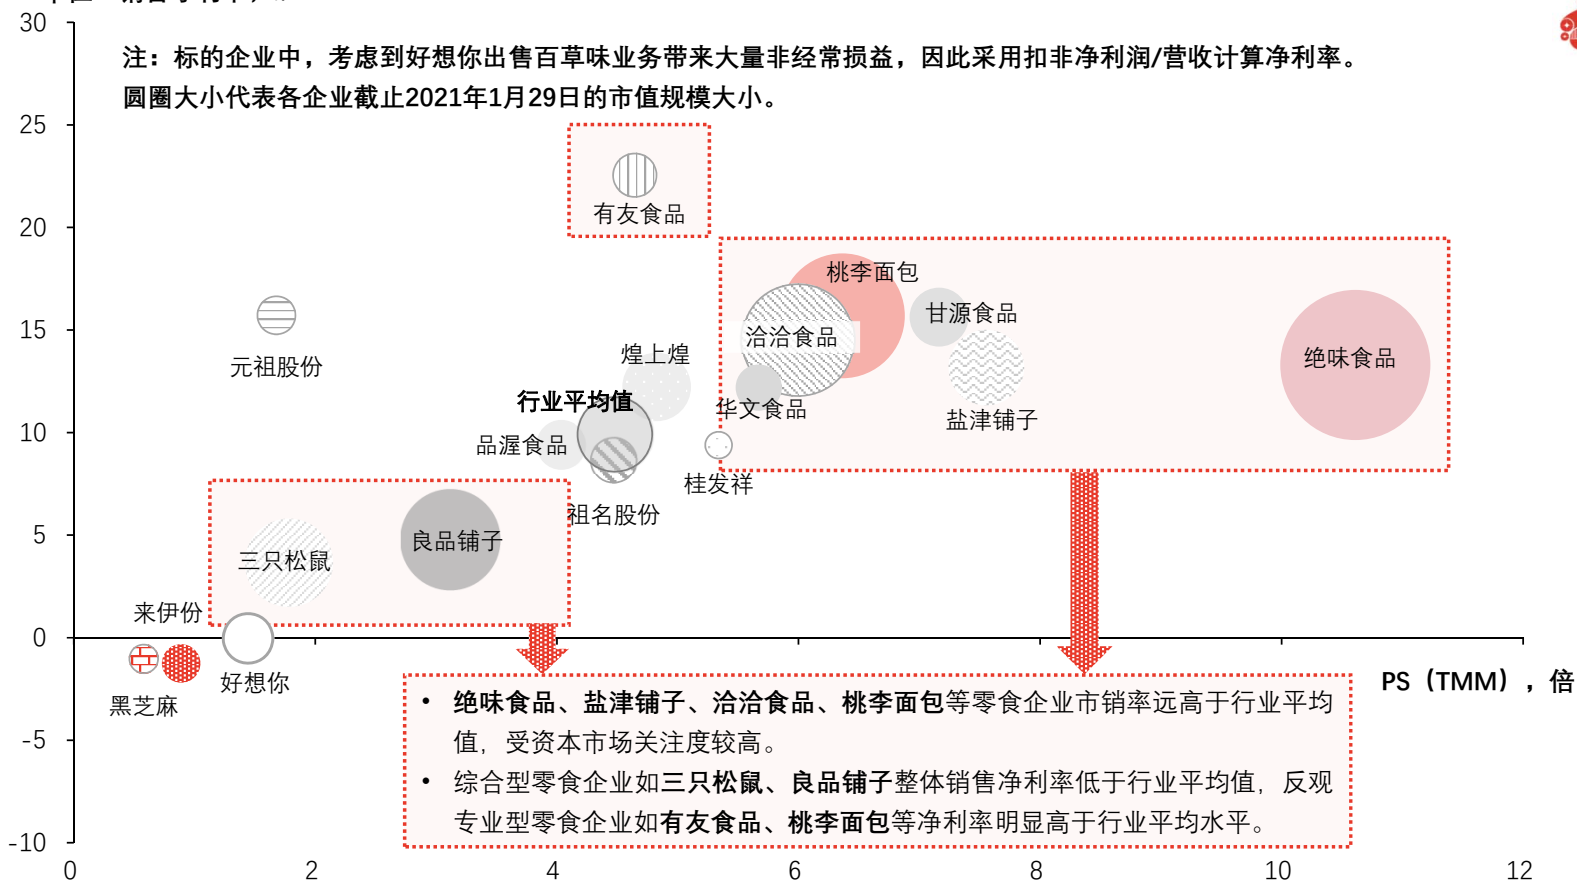 30
注：标的企业中，考虑到好想你出售百草味业务带来大量非经常损益，因此采用扣非净利润/营收计算净利率。
圆圈大小代表各企业截止2021年1月29日的市值规模大小。
25
有友食品
20
桃李面包
甘源食品
15
洽洽食品
煌上煌
绝味食品
元祖股份
行业平均值
华文食品
盐津铺子
10
品渥食品
桂发祥
祖名股份
5
良品铺子
三只松鼠
来伊份
0
好想你
黑芝麻
PS（TMM），倍
• 绝味食品、盐津铺子、洽洽食品、桃李面包等零食企业市销率远高于行业平均
值，受资本市场关注度较高。
-5
• 综合型零食企业如三只松鼠、良品铺子整体销售净利率低于行业平均值，反观
专业型零食企业如有友食品、桃李面包等净利率明显高于行业平均水平。
-10
0 2 4 6 8 10 12